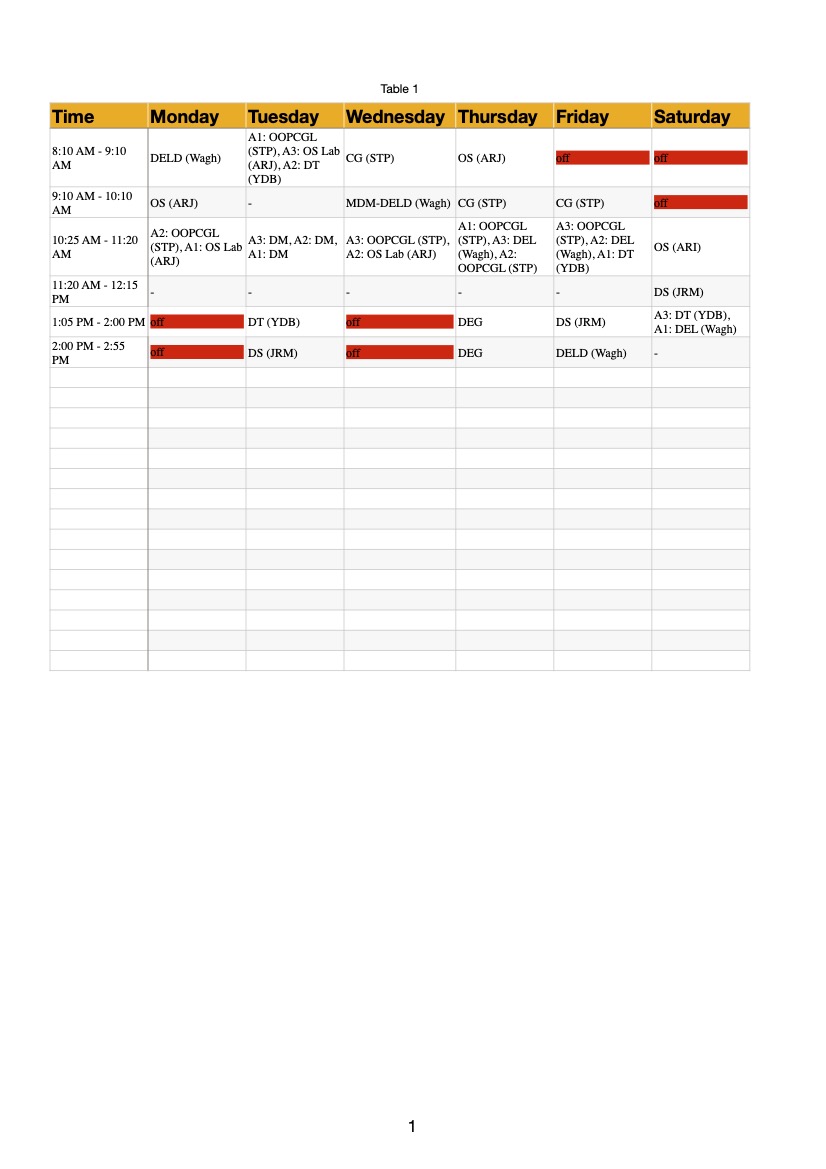 Table 1
Time Monday Tuesday Wednesday Thursday Friday Saturday
8:10 AM - 9:10
AM
DELD (Wagh)
A1: OOPCGL
(STP), A3: OS Lab
(ARJ), A2: DT
(YDB)
CG (STP)
OS (ARJ)
off
off
9:10 AM - 10:10
AM
OS (ARJ)
-
MDM-DELD (Wagh)
CG (STP)
CG (STP)
off
10:25 AM - 11:20
AM
A2: OOPCGL
(STP), A1: OS Lab
(ARJ)
A3: DM, A2: DM,
A1: DM
A3: OOPCGL (STP),
A2: OS Lab (ARJ)
A1: OOPCGL
(STP), A3: DEL
(Wagh), A2:
OOPCGL (STP)
A3: OOPCGL
(STP), A2: DEL
(Wagh), A1: DT
(YDB)
OS (ARI)
11:20 AM - 12:15
PM
-
-
-
-
-
DS (JRM)
1:05 PM - 2:00 PM
off
DT (YDB)
off
DEG
DS (JRM)
A3: DT (YDB),
A1: DEL (Wagh)
2:00 PM - 2:55
PM
off
DS (JRM)
off
DEG
DELD (Wagh)
-
1